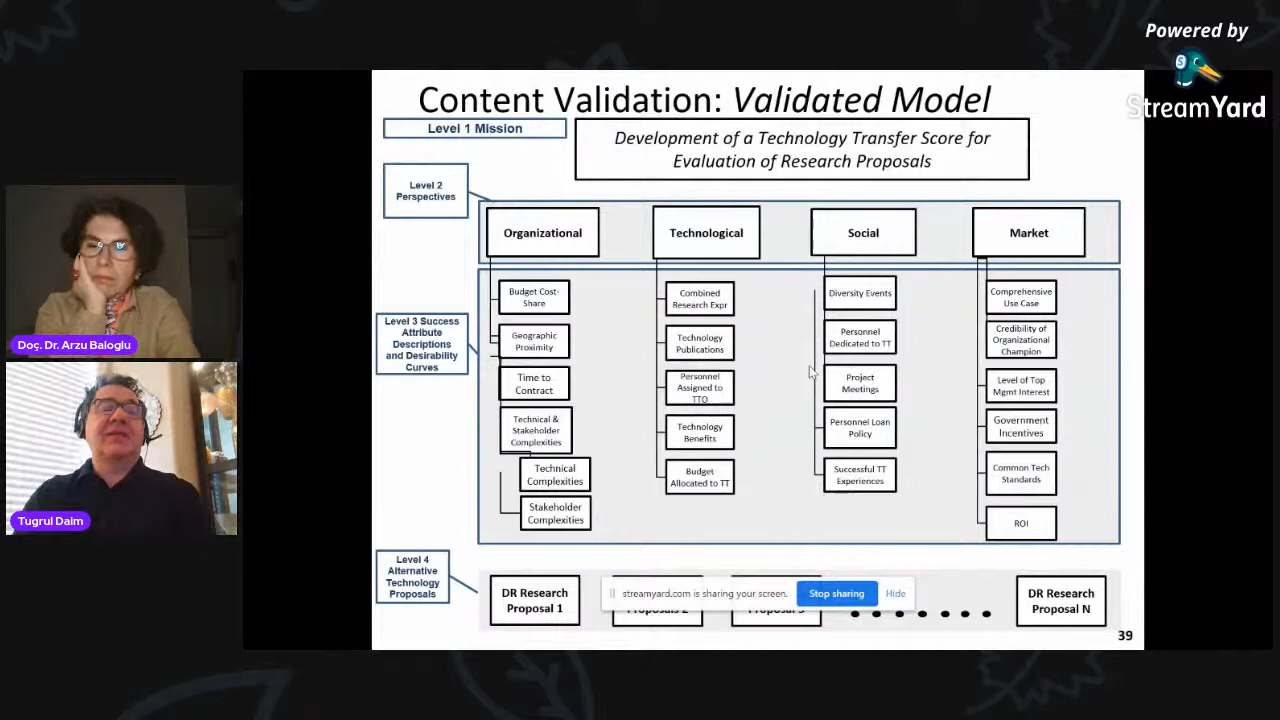 Powered by
StreamYard
Content Validation: Validated Model
Level 1 Mission
Development of a Technology Transfer Score for
Evaluation of Research Proposals
Level 2
Perspectives
Organizational
Technological
Social
Market
Level 3 Success
Attribute
Descriptions
and Desirability
Curves
Budget Cost-
Share
Geographic
Proximity
Time to
Contract
Technical &
Stakeholder
Complexities
Technical
Complexities
Stakeholder
Complexities
Combined
Research Expr
Technology
Publications
Personnel
Assigned to
TTO
Technology
Benefits
Budget
Allocated to TT
Diversity Events
Personnel
Dedicated to TT
Project
Meetings
Personnel Loan
Policy
Successful TT
Experiences
Comprehensive
Use Case
Credibility of
Organizational
Champion
Level of Top
Mgmt Interest
Government
Incentives
Common Tech
Standards
ROI
Level 4
Alternative
Technology
Proposals
DR Research
Proposal 1
Proposals 2
Proposal 3
DR Research
Proposal N
streamyard.com is sharing your screen.
Stop sharing
Hide
39
Doç. Dr. Arzu Baloglu
Tugrul Daim